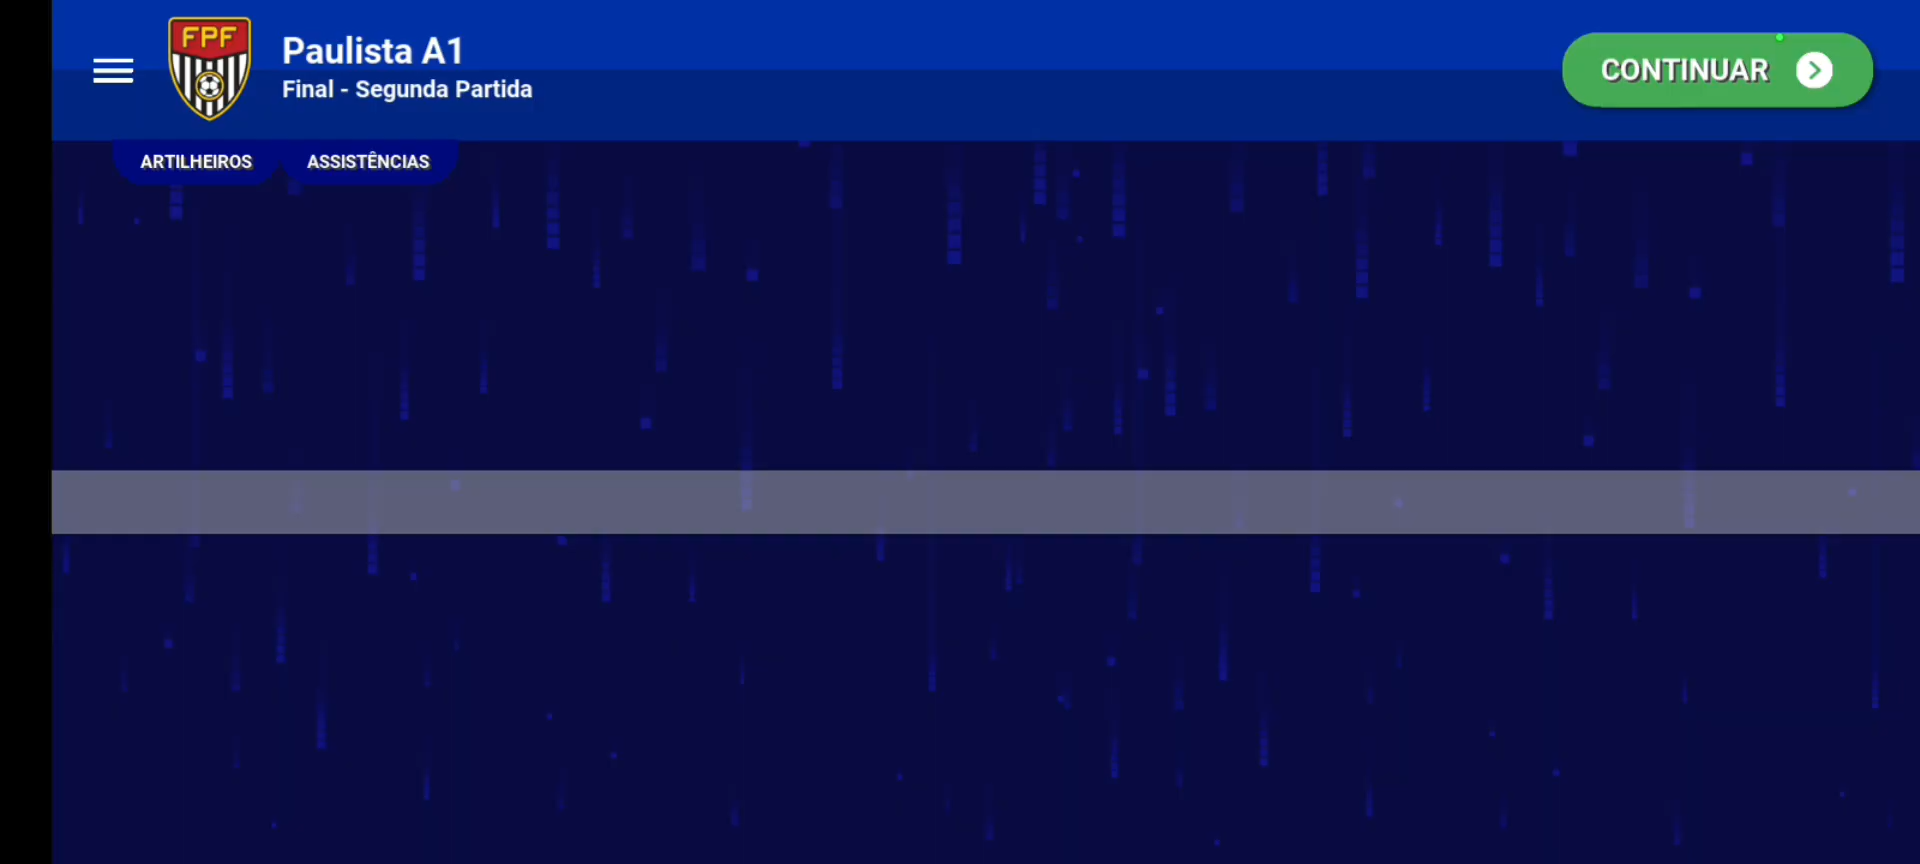 FPF
Paulista A1
Final - Segunda Partida
CONTINUAR
ARTILHEIROS
ASSISTÊNCIAS